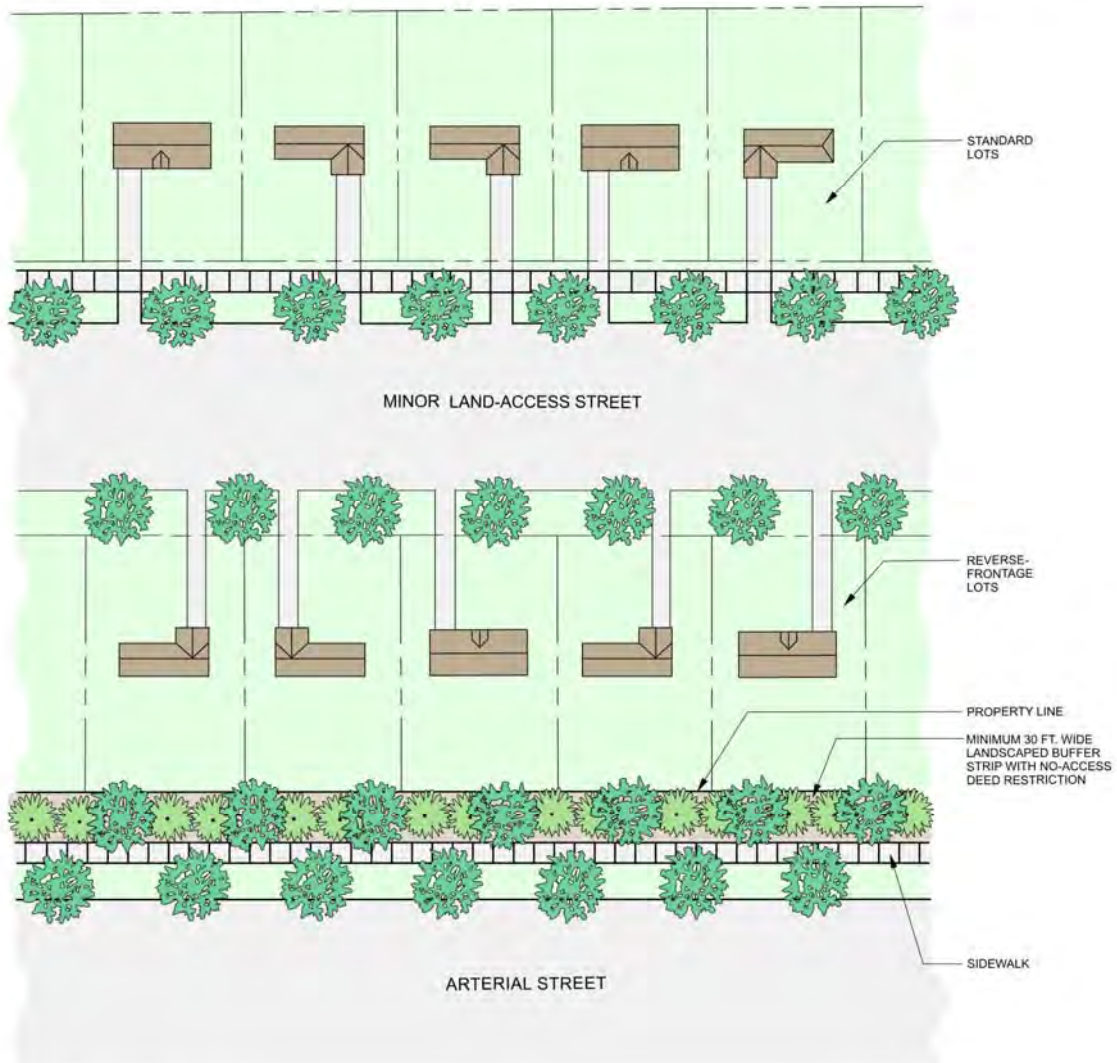 STANDARD
LOTS
MINOR LAND-ACCESS STREET
REVERSE-
FRONTAGE
LOTS
PROPERTY LINE
MINIMUM 30 FT. WIDE
LANDSCAPED BUFFER
STRIP WITH NO-ACCESS
DEED RESTRICTION
SIDEWALK
ARTERIAL STREET